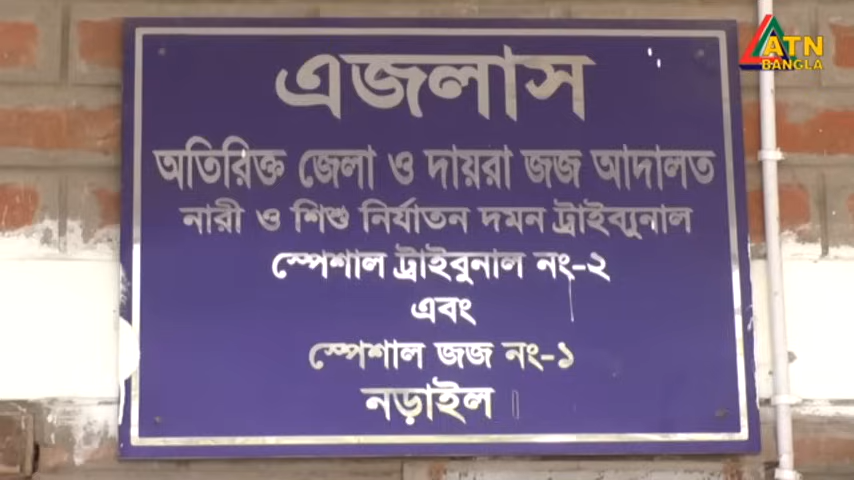 ATN
BANGLA
এজলাস
অতিরিক্ত জেলা ও দায়রা জজ আদালত
নারী ও শিশু নির্যাতন দমন ট্রাইব্যুনাল
স্পেশাল ট্রাইবুনাল নং-২
এবং
স্পেশাল জজ নং-১
নড়াইল